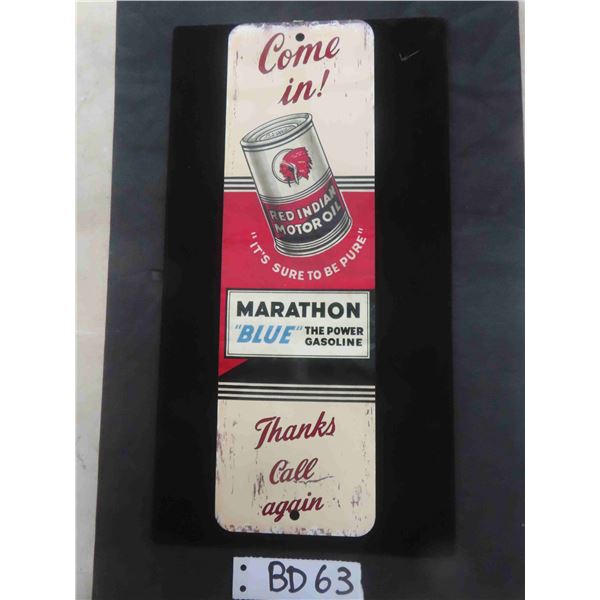 Come
in!
RED INDIAN
MOTOR OIL
"IT'S SURE TO BE PURE"
MARATHON
"BLUE" THE POWER
GASOLINE
Thanks
Call
again
BD63